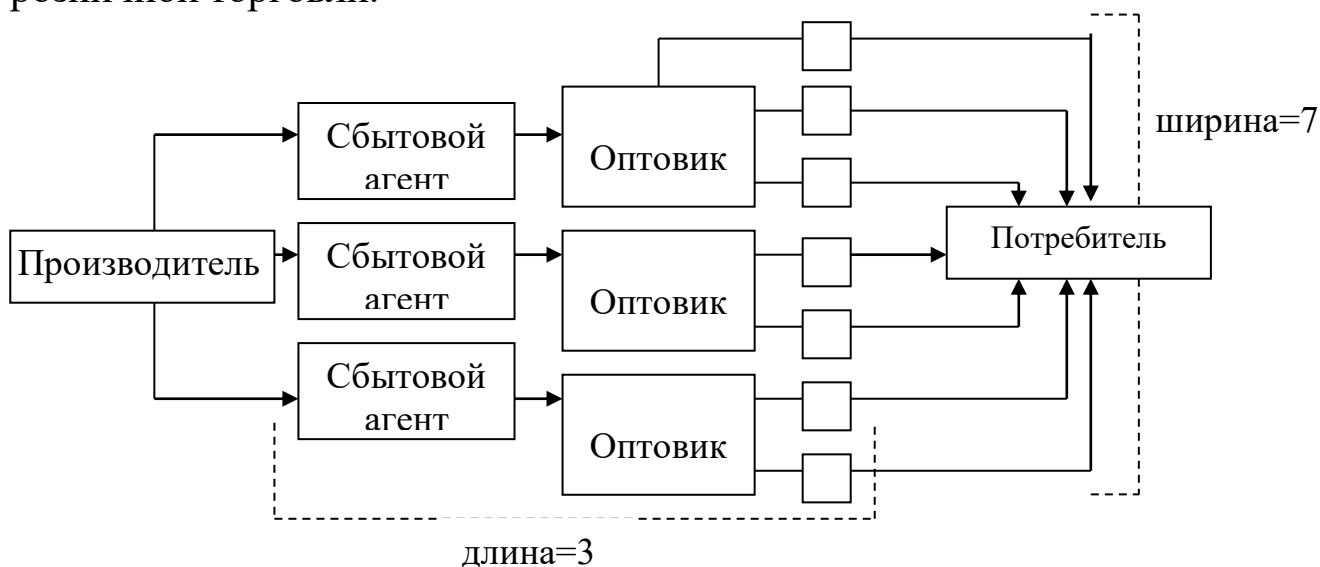 розничной торговли.
ширина=7
Сбытовой
агент
Оптовик
Производитель
Сбытовой
агент
Оптовик
Потребитель
Сбытовой
агент
Оптовик
длина=3